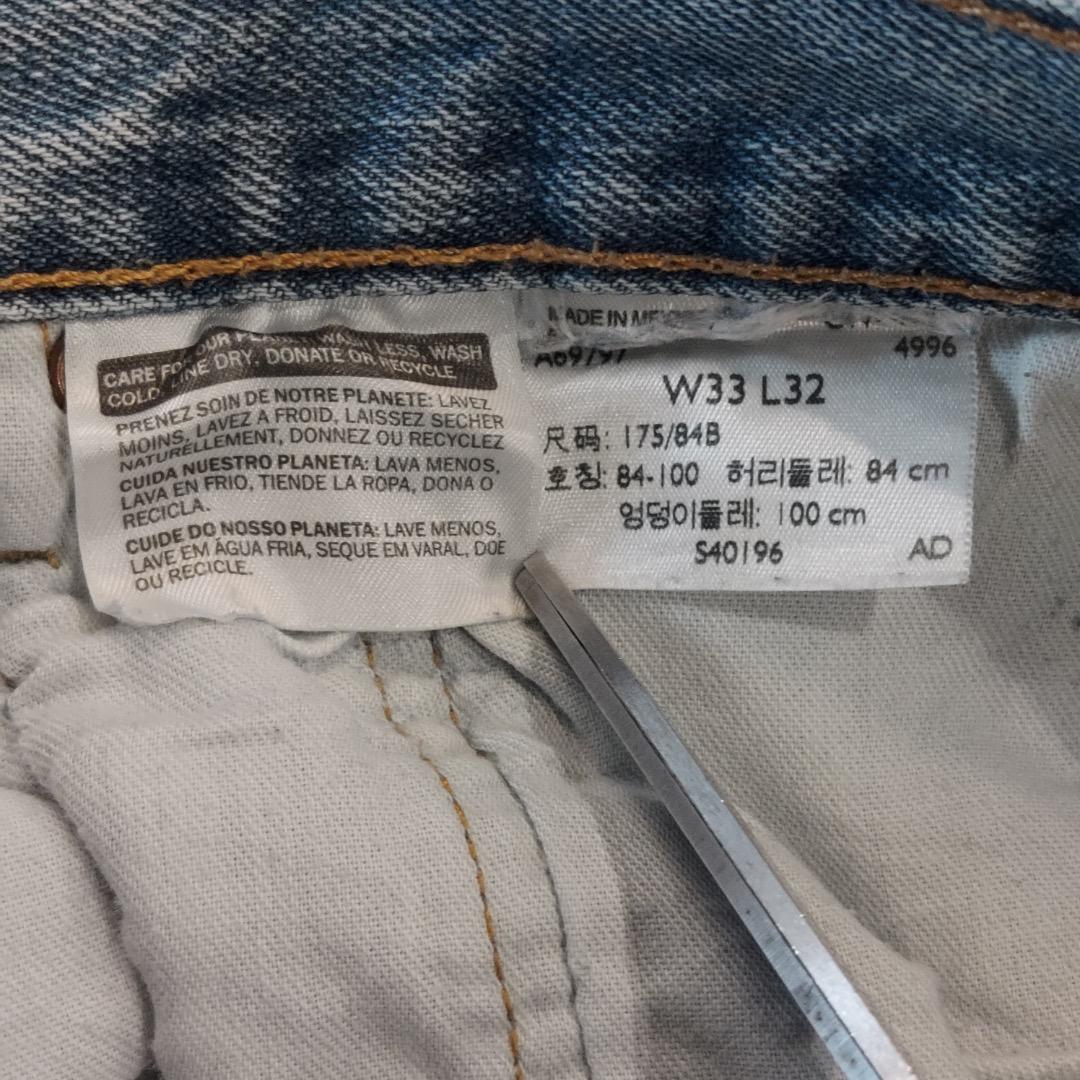 CARE FOR OUR PLANET: WASH LESS, WASH
COLD, LINE DRY, DONATE OR RECYCLE.
PRENEZ SOIN DE NOTRE PLANETE: LAVEZ
MOINS, LAVEZ A FROID, LAISSEZ SECHER
NATURELLEMENT, DONNEZ OU RECYCLEZ
CUIDA NUESTRO PLANETA: LAVA MENOS,
LAVA EN FRIO, TIENDE LA ROPA, DONA O
RECICLA.
CUIDE DO NOSSO PLANETA: LAVE MENOS,
LAVE EM ÁGUA FRIA, SEQUE EM VARAL, DOE
OU RECICLE.
MADE IN
4996
W33 L32
尺码: 175/84B
호칭: 84-100 허리둘레: 84 cm
엉덩이둘레: 100 cm
S40196 AD